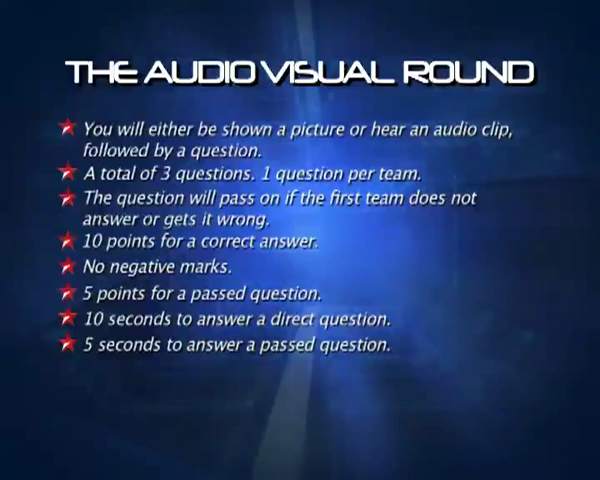 THE AUDIO VISUAL ROUND
You will either be shown a picture or hear an audio clip,
followed by a question.
A total of 3 questions. 1 question per team.
The question will pass on if the first team does not
answer or gets it wrong.
10 points for a correct answer.
No negative marks.
5 points for a passed question.
10 seconds to answer a direct question.
5 seconds to answer a passed question.